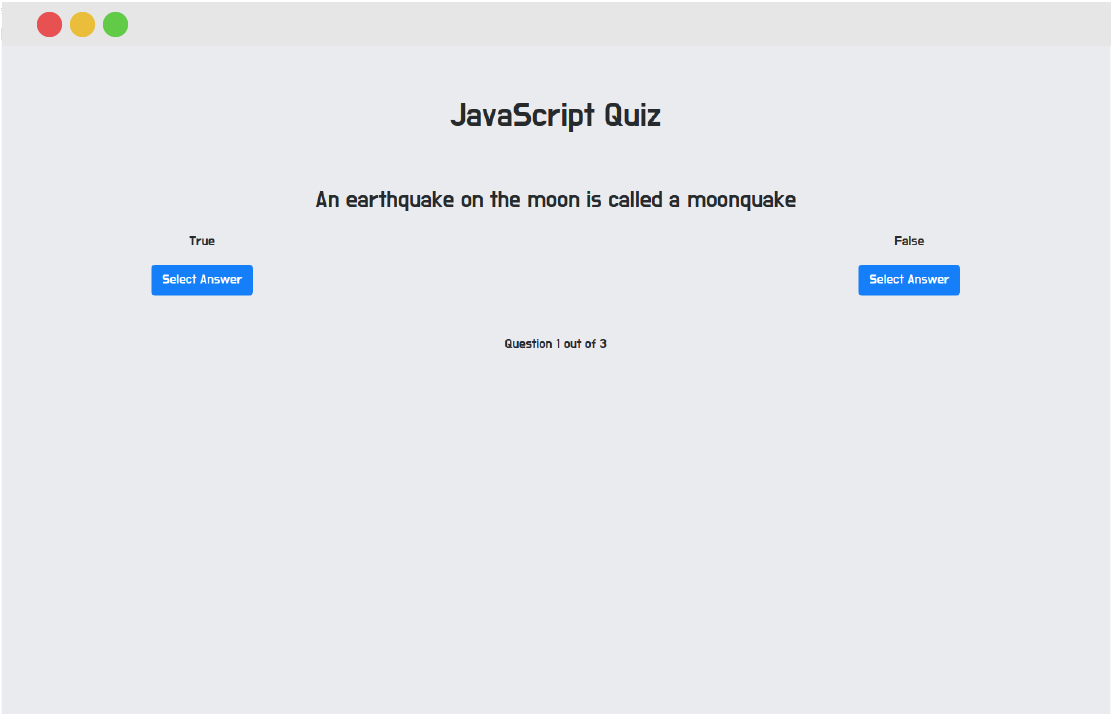 JavaScript Quiz
An earthquake on the moon is called a moonquake
True
False
Select Answer
Select Answer
Question 1 out of 3